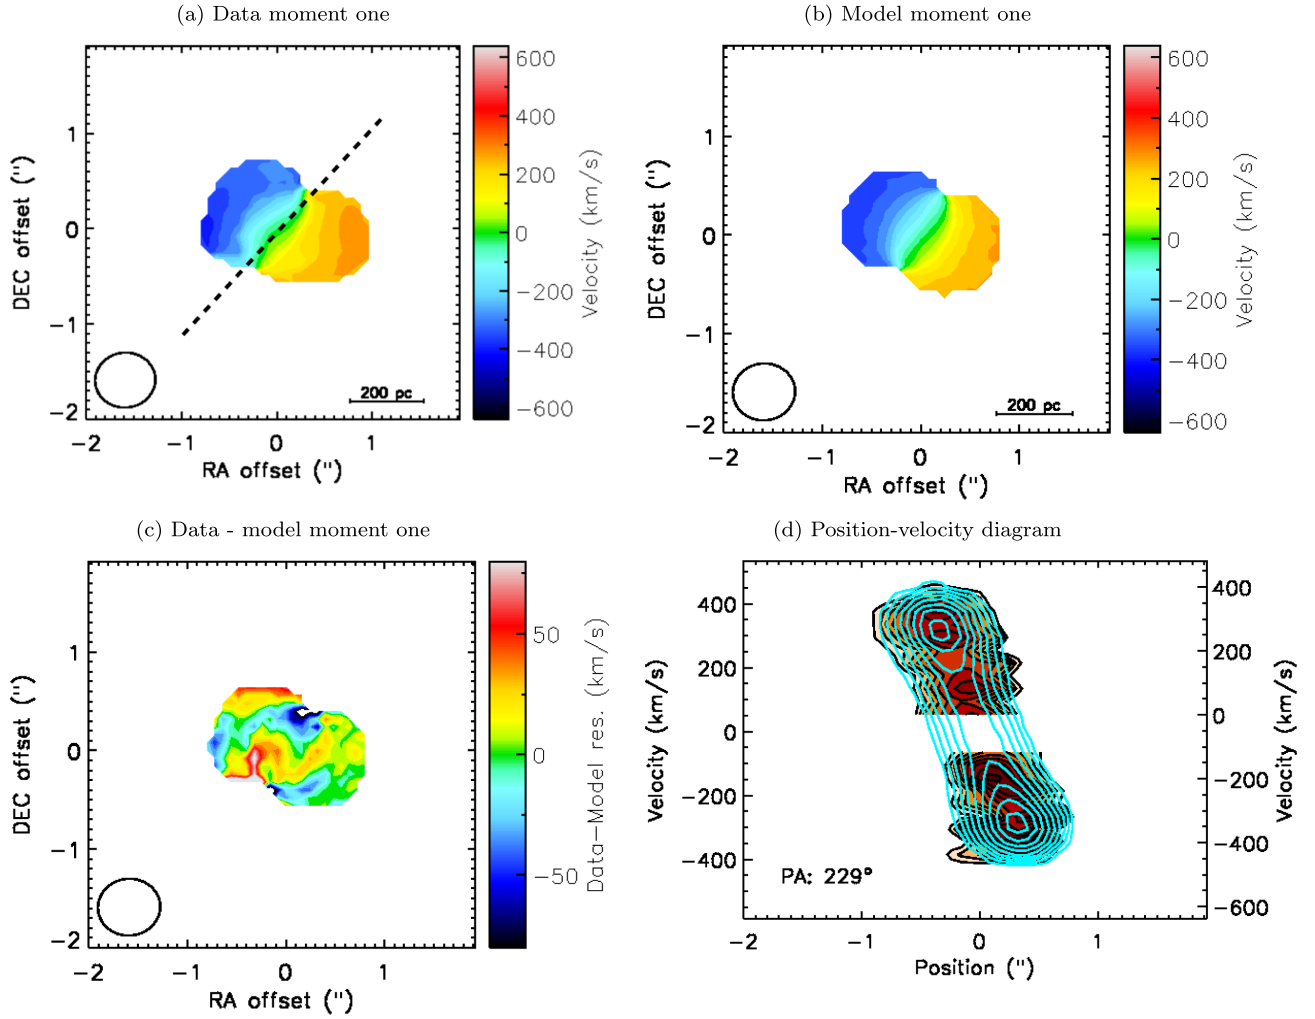 (a) Data moment one
DEC offset (")
1
0
−1
−2
−2
−1
0
1
RA offset (")
200 pc
600
400
200
0
−200
−400
−600
Velocity (km/s)
(b) Model moment one
DEC offset (")
1
0
−1
−2
−2
−1
0
1
RA offset (")
200 pc
600
400
200
0
−200
−400
−600
Velocity (km/s)
(c) Data - model moment one
DEC offset (")
1
0
−1
−2
−2
−1
0
1
RA offset (")
50
0
−50
Data−Model res. (km/s)
(d) Position-velocity diagram
Velocity (km/s)
400
200
0
−200
−400
PA: 229°
−2
−1
0
1
Position (")
400
200
0
−200
−400
−600
Velocity (km/s)